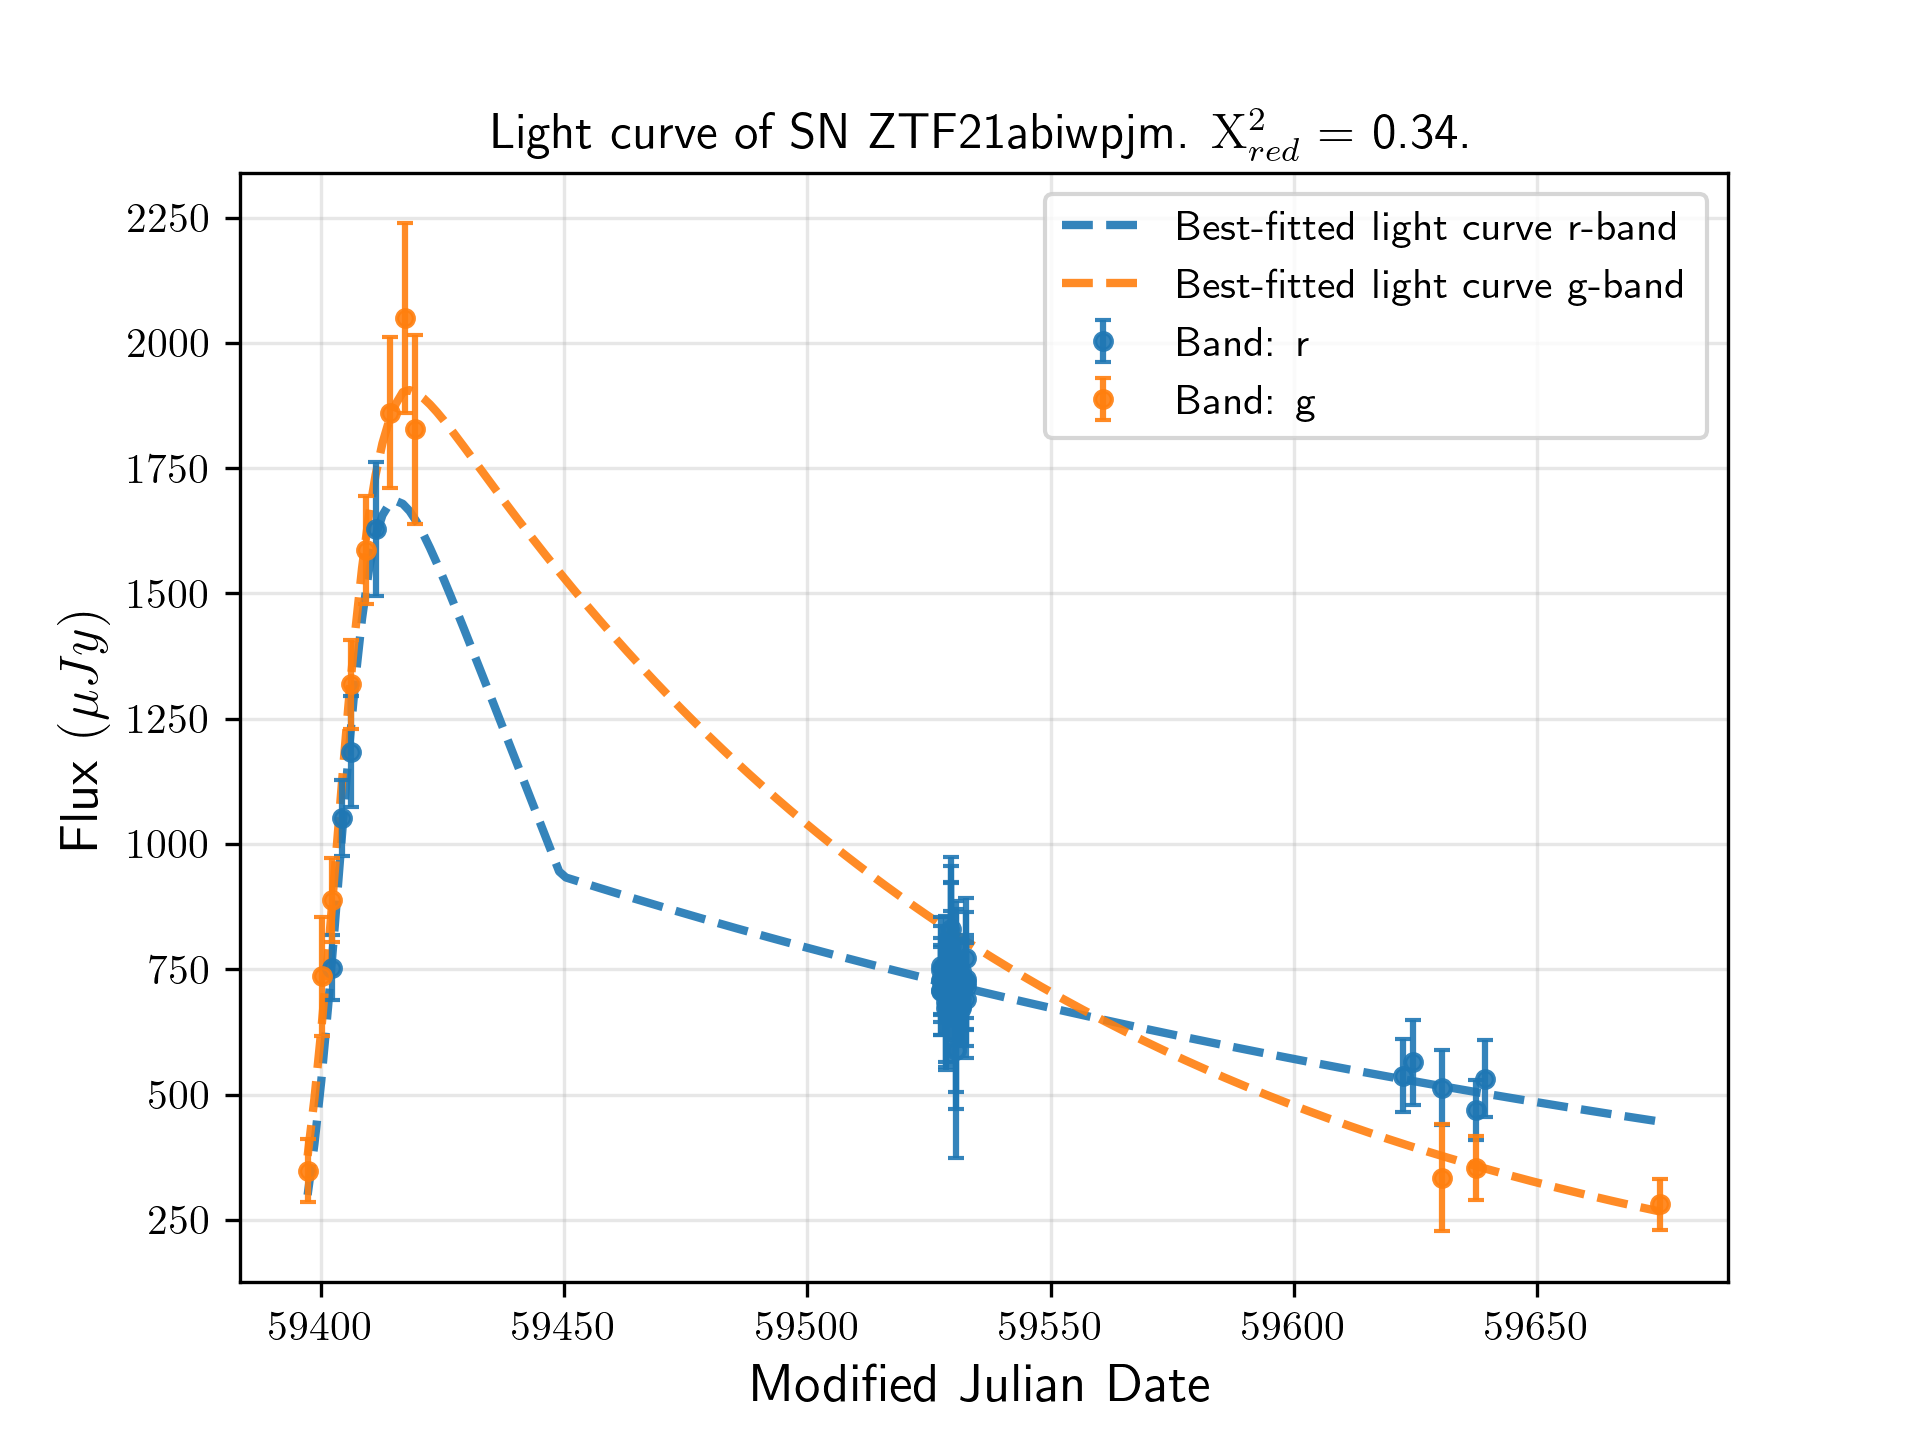 Light curve of SN ZTF21abiwpjm. X²red = 0.34.
Best-fitted light curve r-band
Best-fitted light curve g-band
Band: r
Band: g
Flux (μJy)
2250
2000
1750
1500
1250
1000
750
500
250
59400 59450 59500 59550 59600 59650
Modified Julian Date